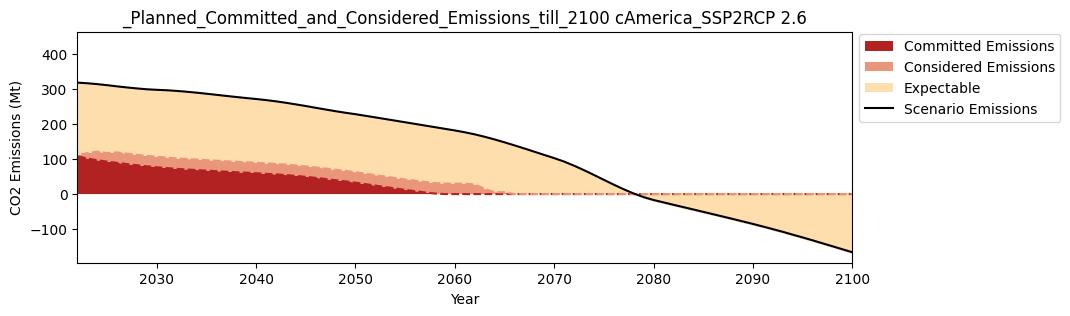 _Planned_Committed_and_Considered_Emissions_till_2100 cAmerica_SSP2RCP 2.6
Committed Emissions
Considered Emissions
Expectable
Scenario Emissions
CO2 Emissions (Mt)
400
300
200
100
0
−100
2030
2040
2050
2060
2070
2080
2090
2100
Year